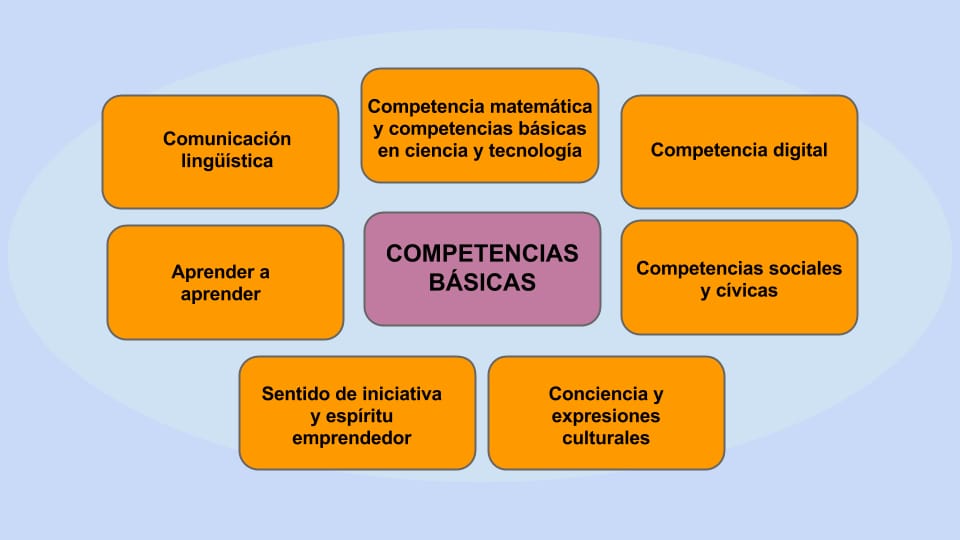 Competencia matemática
y competencias básicas
en ciencia y tecnología
Comunicación
lingüística
Competencia digital
COMPETENCIAS
BÁSICAS
Aprender a
aprender
Competencias sociales
y cívicas
Sentido de iniciativa
y espíritu
emprendedor
Conciencia y
expresiones
culturales